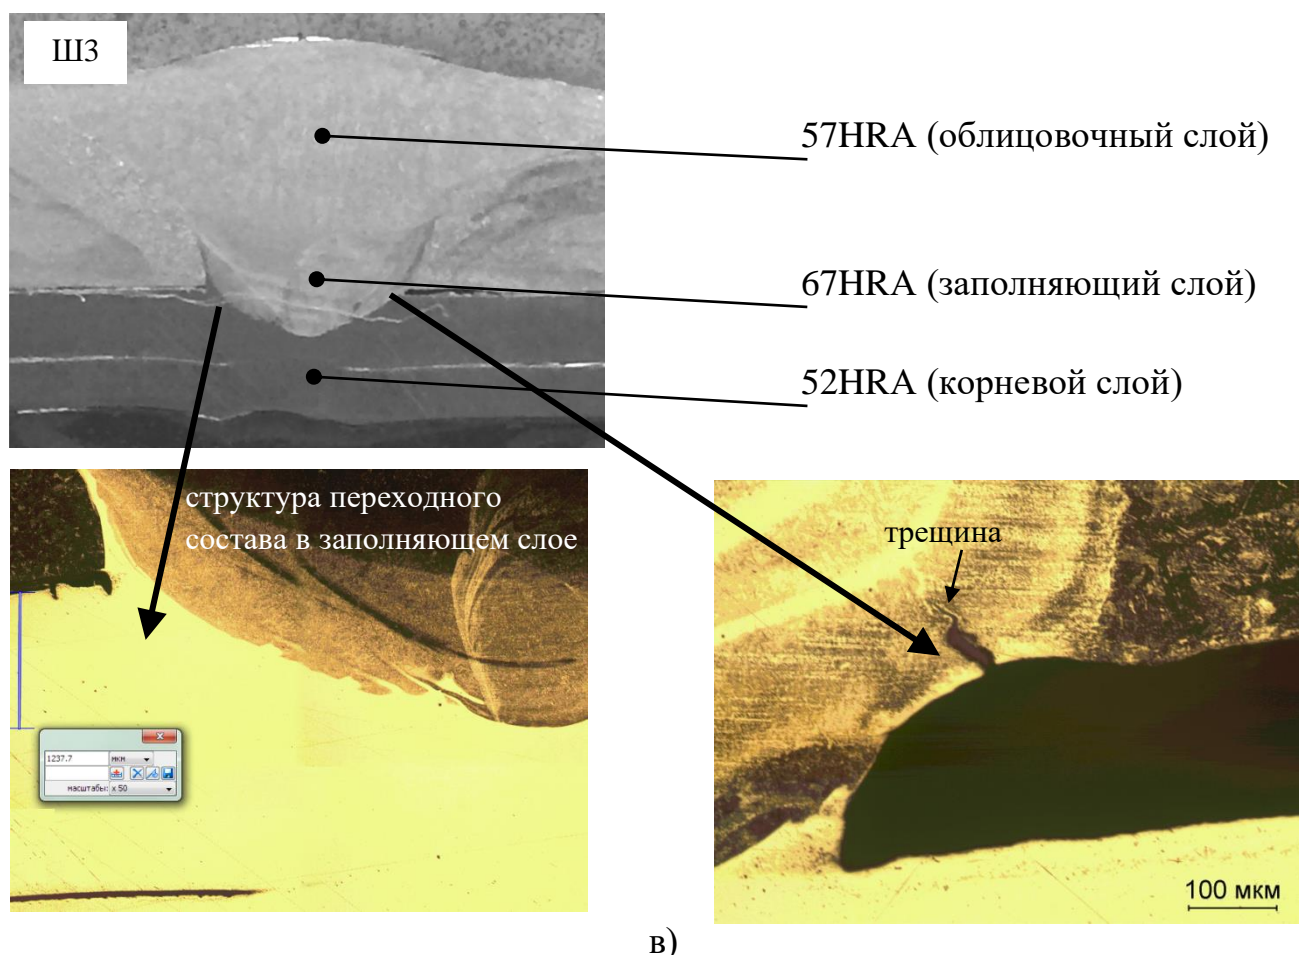 Ш3
57HRA (облицовочный слой)
67HRA (заполняющий слой)
52HRA (корневой слой)
структура переходного
состава в заполняющем слое
трещина
1237.7 мкм
масштабы: x 50
100 мкм
в)